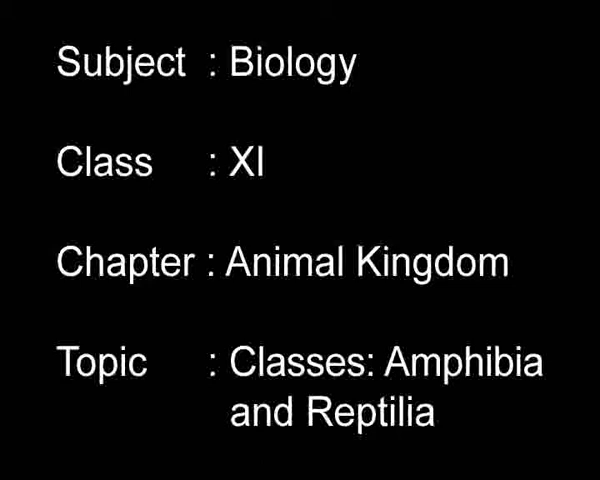 Subject : Biology
Class : XI
Chapter : Animal Kingdom
Topic : Classes: Amphibia
and Reptilia